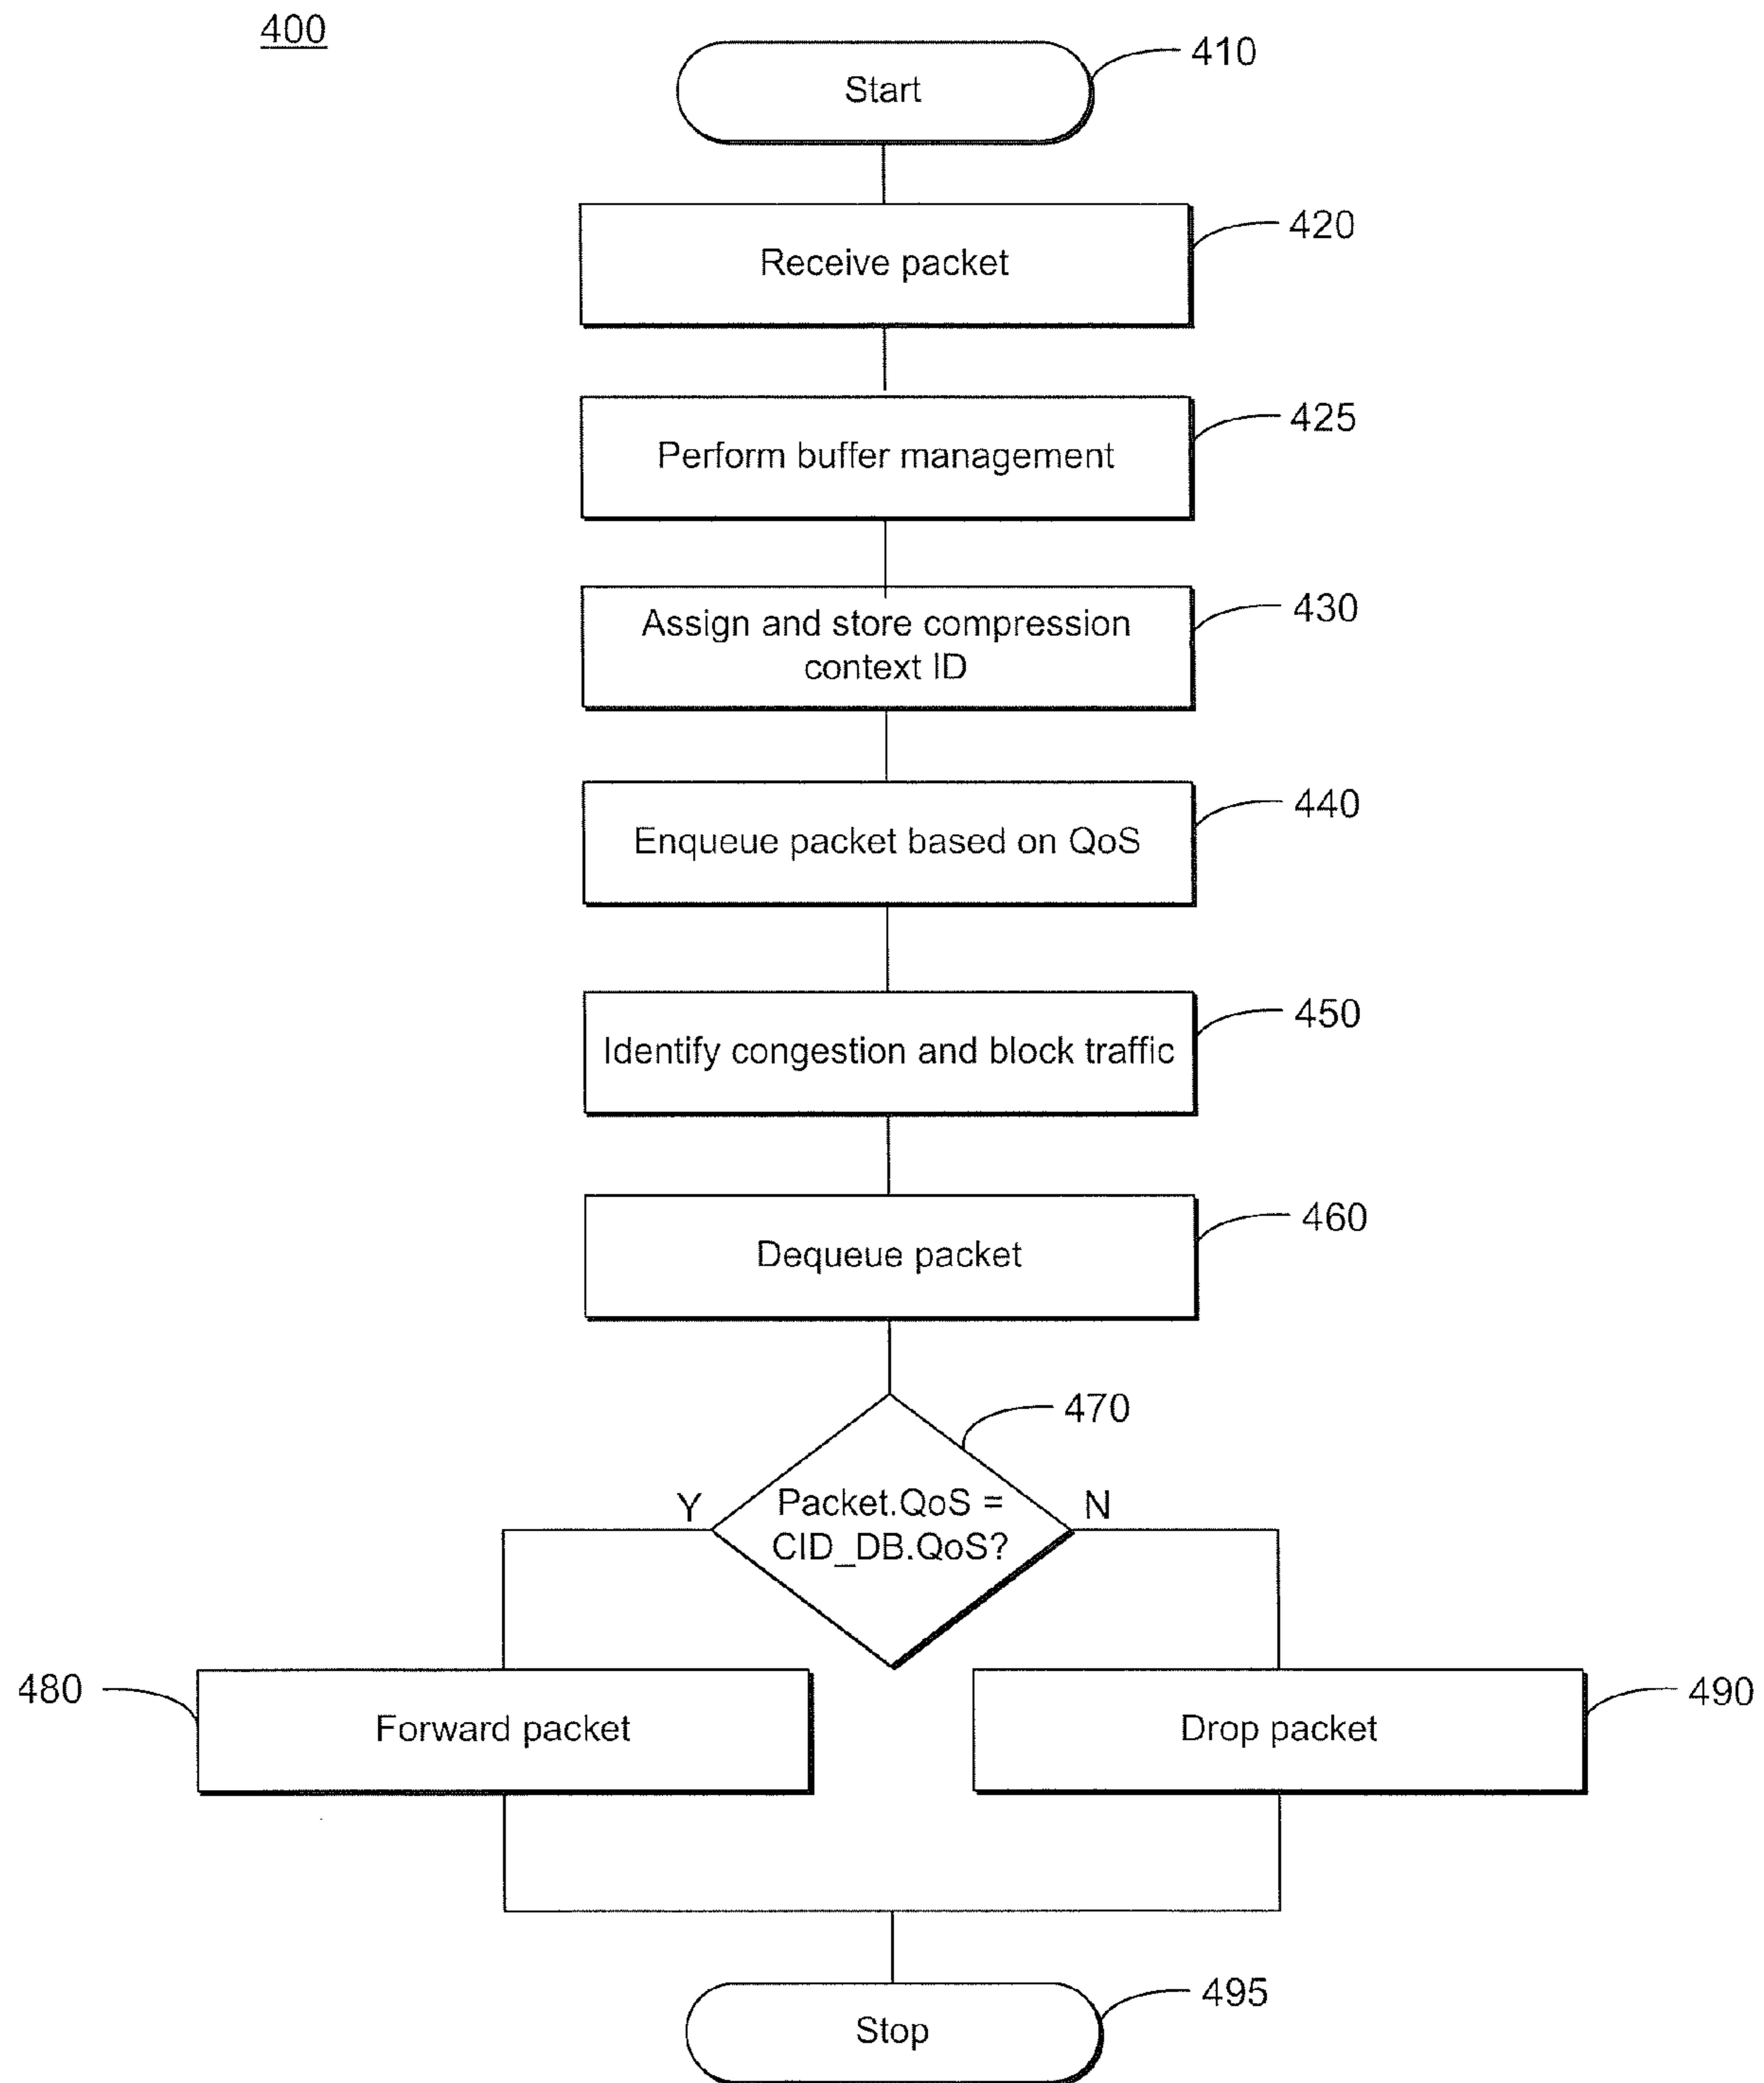 400
410
Start
420
Receive packet
425
Perform buffer management
430
Assign and store compression
context ID
440
Enqueue packet based on QoS
450
Identify congestion and block traffic
460
Dequeue packet
470
Y
Packet.QoS =
CID_DB.QoS?
N
480
Forward packet
490
Drop packet
495
Stop